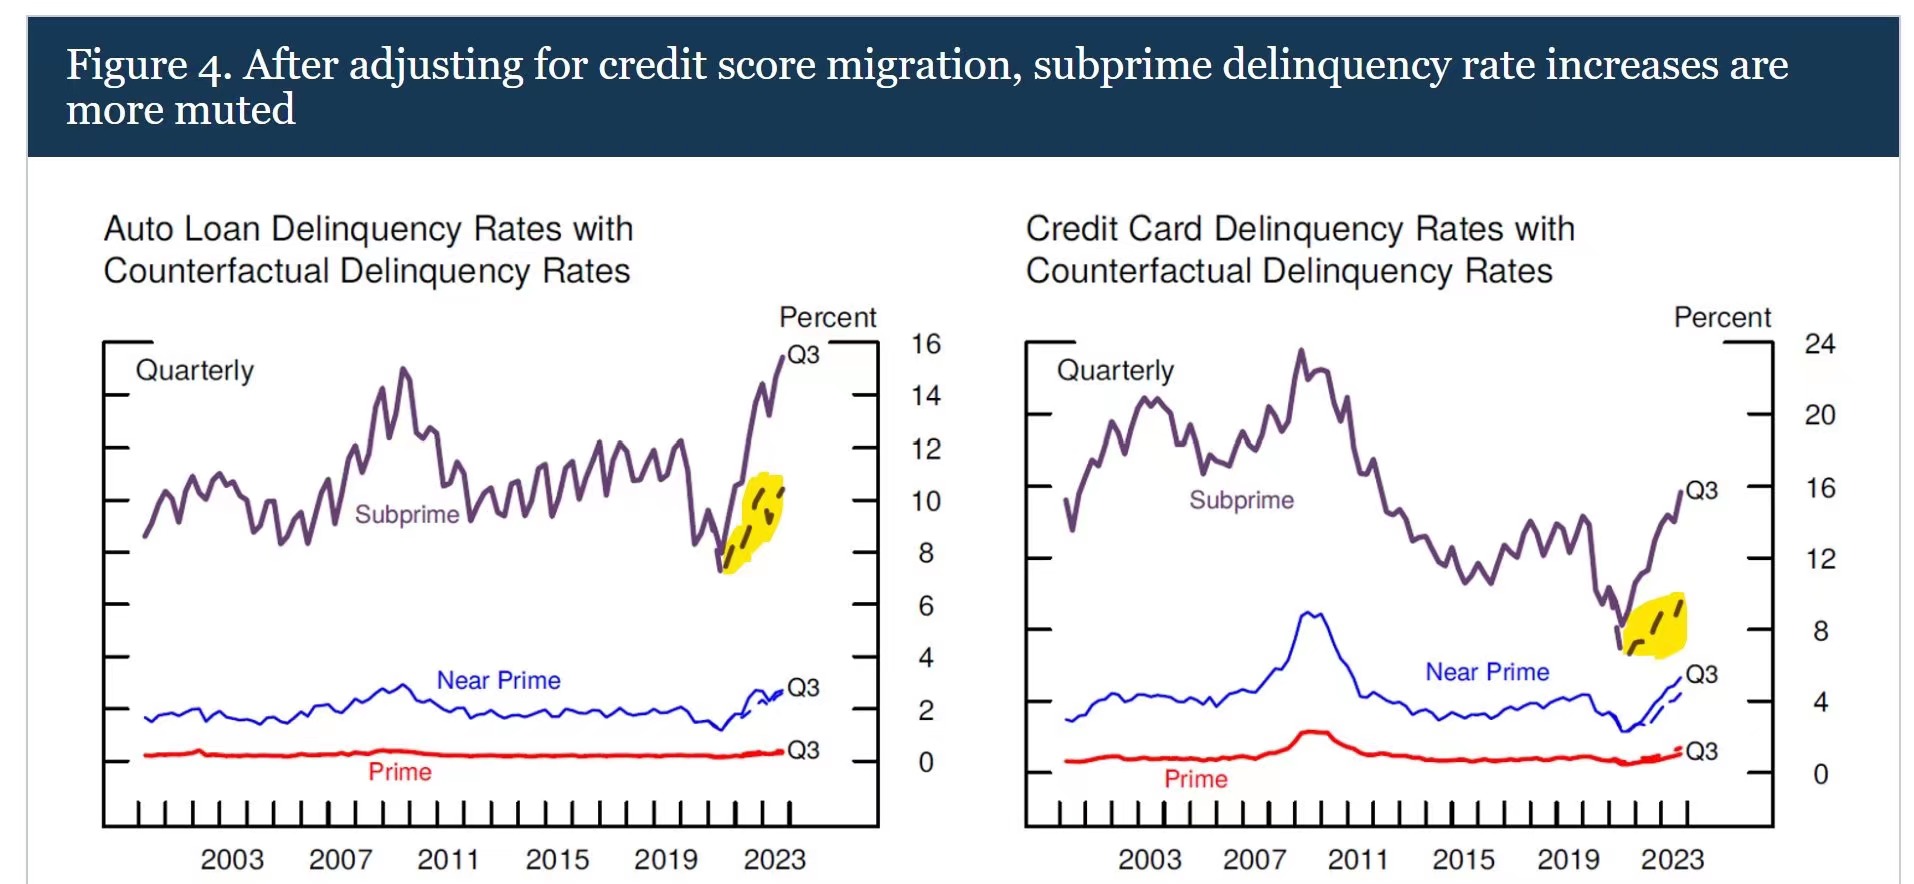 Figure 4. After adjusting for credit score migration, subprime delinquency rate increases are
more muted
Auto Loan Delinquency Rates with
Counterfactual Delinquency Rates
Percent
Quarterly
16
14
12
10
8
6
4
2
0
Q3
Subprime
Near Prime
Q3
Q3
Prime
2003 2007 2011 2015 2019 2023
Credit Card Delinquency Rates with
Counterfactual Delinquency Rates
Percent
Quarterly
24
20
16
12
8
4
0
Q3
Subprime
Near Prime
Q3
Q3
Prime
2003 2007 2011 2015 2019 2023